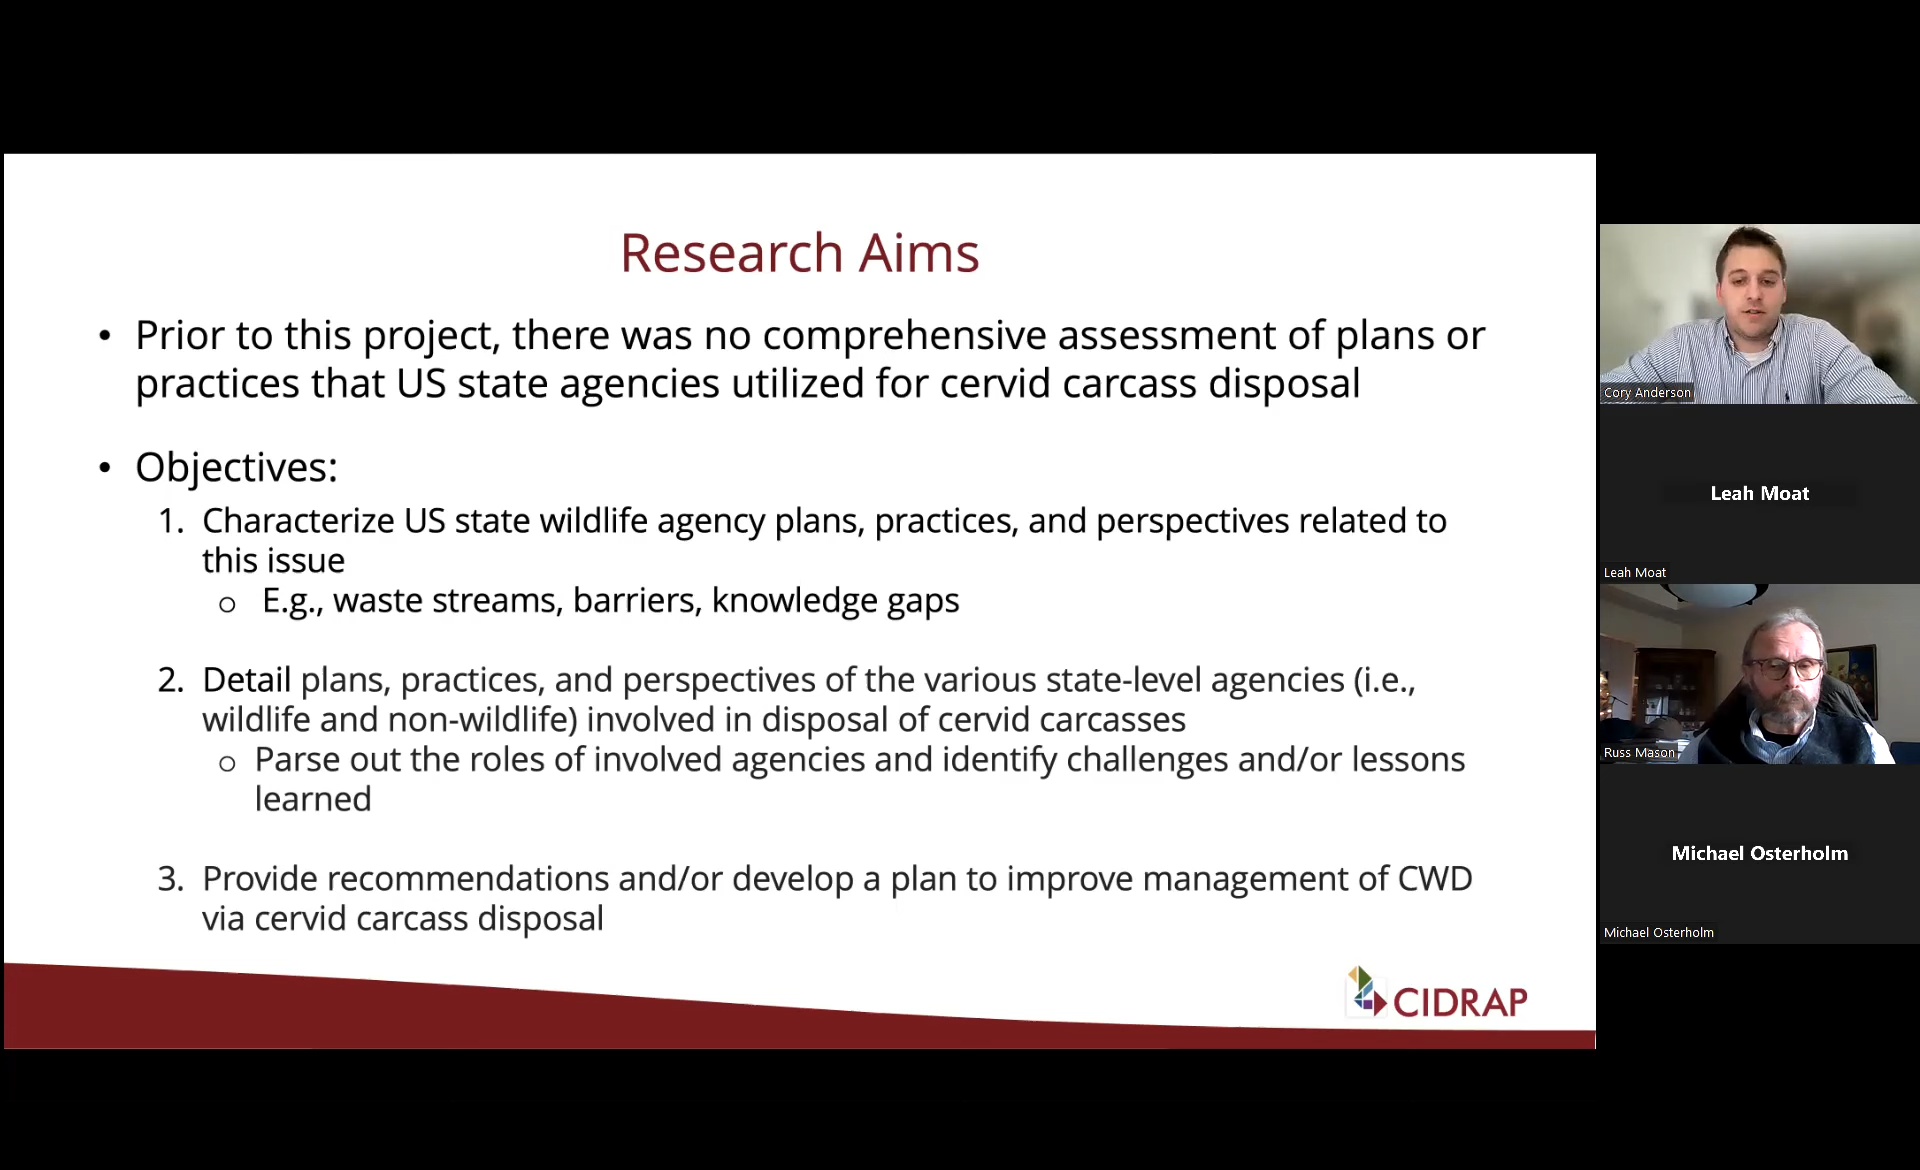 Research Aims
• Prior to this project, there was no comprehensive assessment of plans or
practices that US state agencies utilized for cervid carcass disposal
• Objectives:
1. Characterize US state wildlife agency plans, practices, and perspectives related to
this issue
o E.g., waste streams, barriers, knowledge gaps
2. Detail plans, practices, and perspectives of the various state-level agencies (i.e.,
wildlife and non-wildlife) involved in disposal of cervid carcasses
o Parse out the roles of involved agencies and identify challenges and/or lessons
learned
3. Provide recommendations and/or develop a plan to improve management of CWD
via cervid carcass disposal
CIDRAP
Cory Anderson
Leah Moat
Leah Moat
Russ Mason
Michael Osterholm
Michael Osterholm